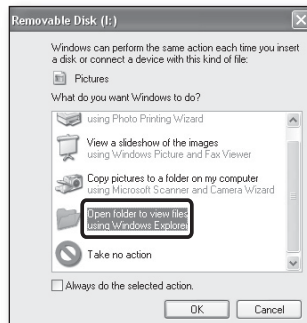 Removable Disk (I:)
Windows can perform the same action each time you insert
a disk or connect a device with this kind of file:
Pictures
What do you want Windows to do?
using Photo Printing Wizard
View a slideshow of the images
using Windows Picture and Fax Viewer
Copy pictures to a folder on my computer
using Microsoft Scanner and Camera Wizard
Open folder to view files
using Windows Explorer
Take no action
Always do the selected action.
OK
Cancel